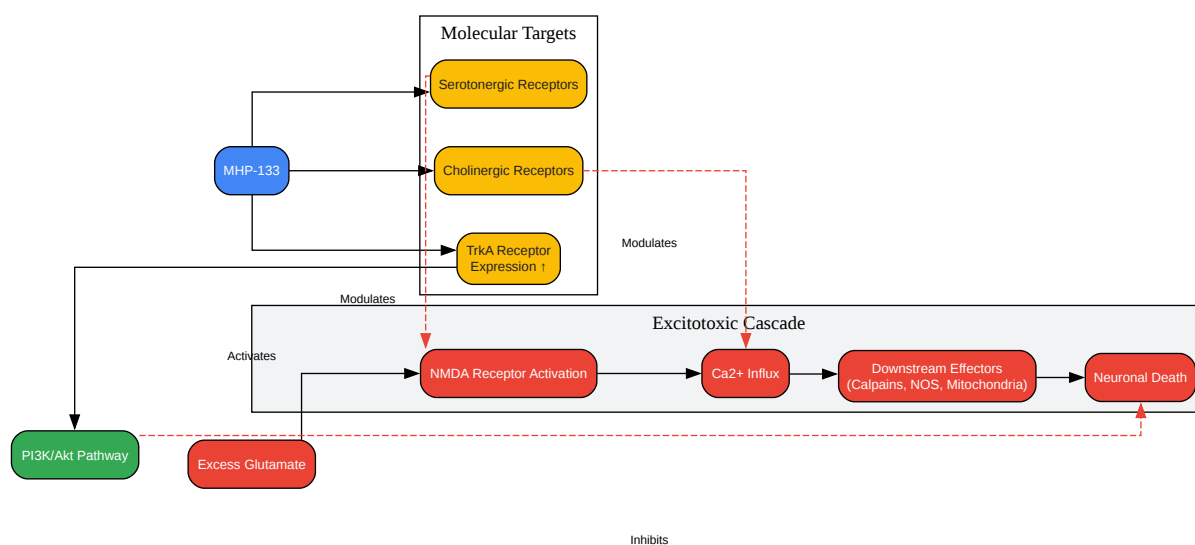 Molecular Targets
Serotonergic Receptors
MHP-133
Cholinergic Receptors
TrkA Receptor
Expression ↑
Modulates
Modulates
Excitotoxic Cascade
Activates
NMDA Receptor Activation
Ca2+ Influx
Downstream Effectors
(Calpains, NOS, Mitochondria)
Neuronal Death
PI3K/Akt Pathway
Excess Glutamate
Inhibits